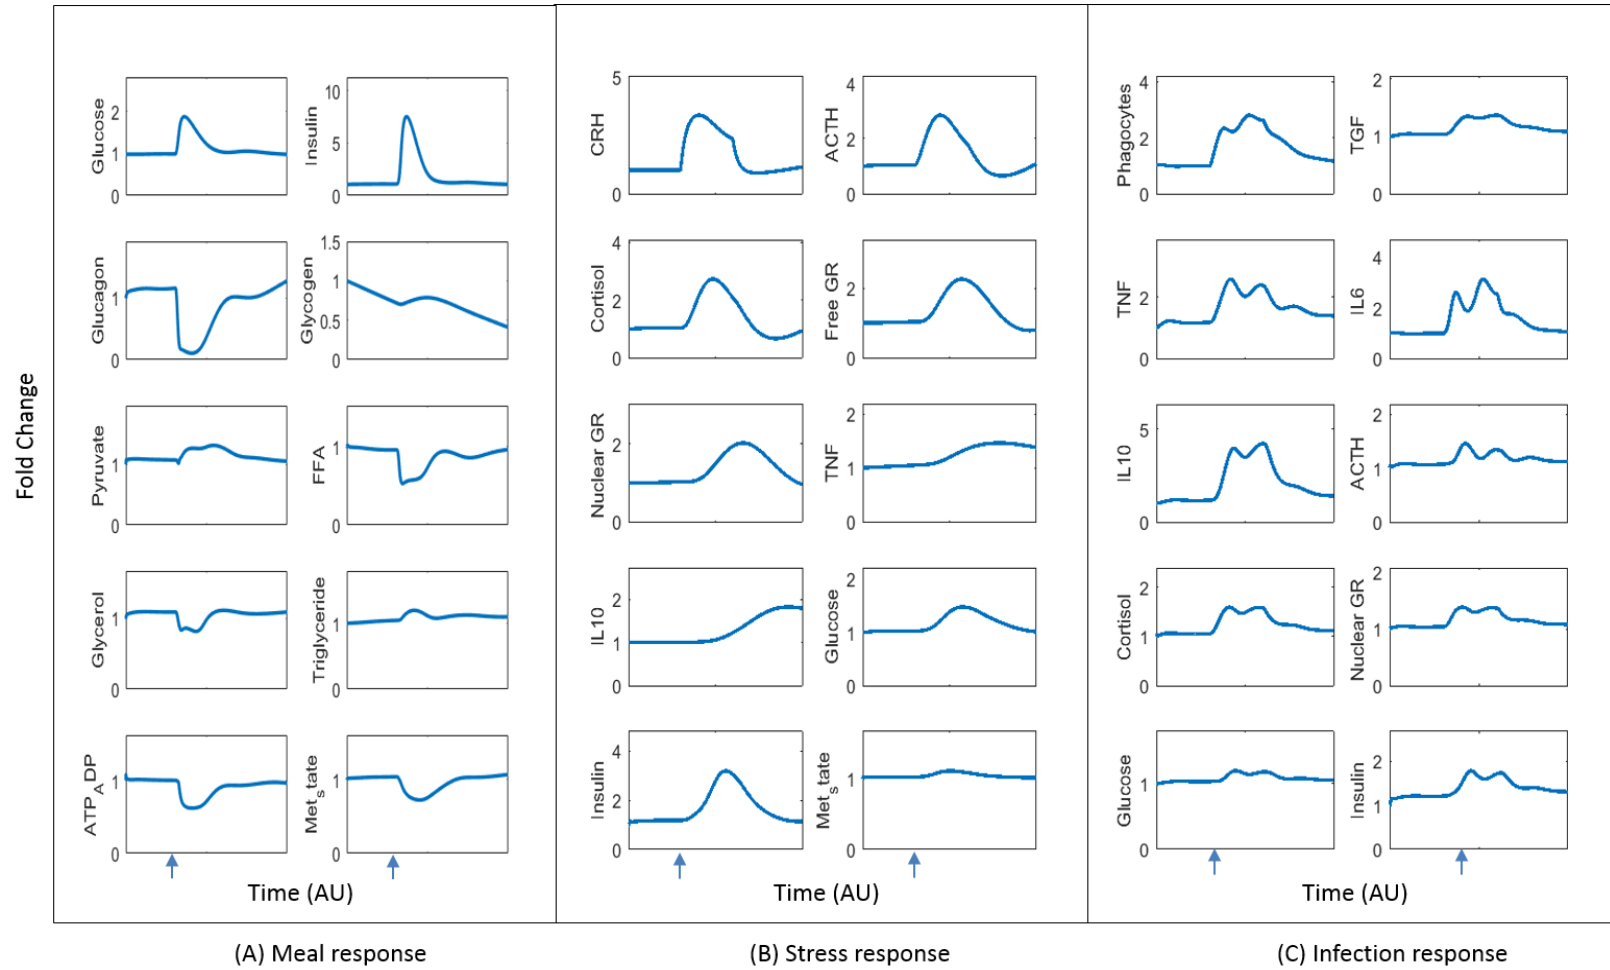 Fold Change
Glucose
2
1
0
Insulin
10
5
0
Glucagon
1
0
Glycogen
1.5
1
0.5
0
Pyruvate
1
0
FFA
1
0
Glycerol
1
0
Triglyceride
1
0
ATP_ADP
1
0
Met_state
1
0
Time (AU)
(A) Meal response
CRH
5
0
ACTH
4
2
0
Cortisol
4
2
0
Free GR
2
0
Nuclear GR
2
0
TNF
2
1
0
IL10
2
1
0
Glucose
2
1
0
Insulin
4
2
0
Met_state
1
0
Time (AU)
(B) Stress response
Phagocytes
4
2
0
TGF
2
1
0
TNF
2
0
IL6
4
2
0
IL10
5
0
ACTH
2
1
0
Cortisol
2
1
0
Nuclear GR
2
1
0
Glucose
2
1
0
Insulin
2
1
0
Time (AU)
(C) Infection response